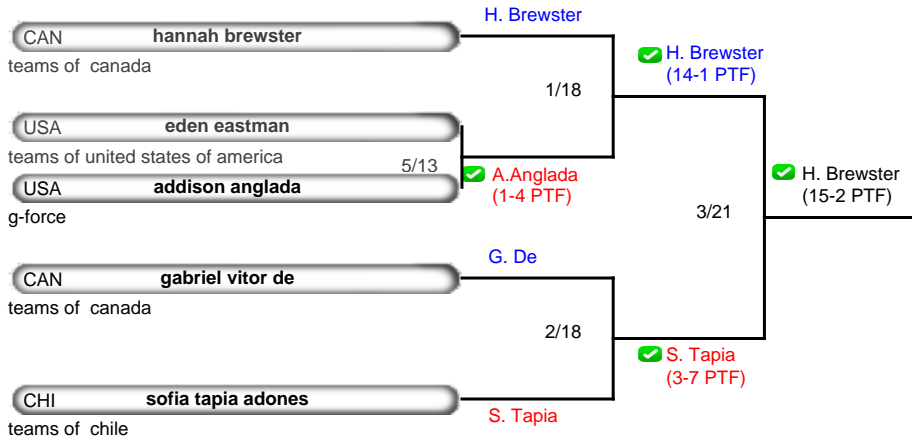 H. Brewster
CAN hannah brewster
teams of canada
H. Brewster
(14-1 PTF)
1/18
USA eden eastman
teams of united states of america
5/13
USA addison anglada
g-force
A.Anglada
(1-4 PTF)
H. Brewster
(15-2 PTF)
3/21
G. De
CAN gabriel vitor de
teams of canada
2/18
S. Tapia
(3-7 PTF)
CHI sofia tapia adones
teams of chile
S. Tapia